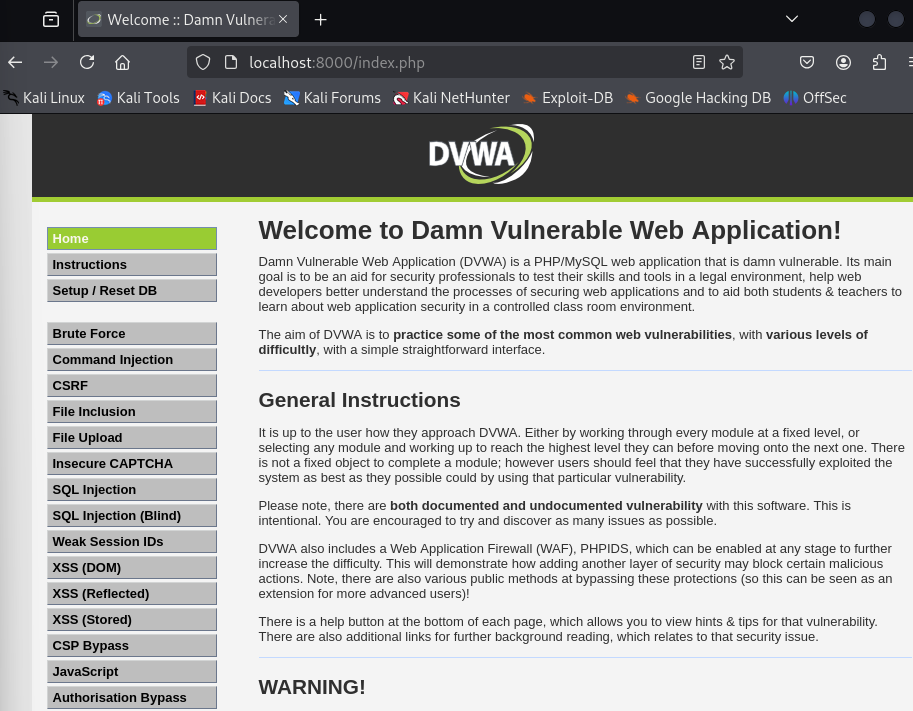 Welcome :: Damn Vulnera
localhost:8000/index.php
Kali Linux Kali Tools Kali Docs Kali Forums Kali NetHunter Exploit-DB Google Hacking DB OffSec
DVWA
Home
Instructions
Setup / Reset DB
Brute Force
Command Injection
CSRF
File Inclusion
File Upload
Insecure CAPTCHA
SQL Injection
SQL Injection (Blind)
Weak Session IDs
XSS (DOM)
XSS (Reflected)
XSS (Stored)
CSP Bypass
JavaScript
Authorisation Bypass
Welcome to Damn Vulnerable Web Application!
Damn Vulnerable Web Application (DVWA) is a PHP/MySQL web application that is damn vulnerable. Its main
goal is to be an aid for security professionals to test their skills and tools in a legal environment, help web
developers better understand the processes of securing web applications and to aid both students & teachers to
learn about web application security in a controlled class room environment.
The aim of DVWA is to practice some of the most common web vulnerabilities, with various levels of
difficultly, with a simple straightforward interface.
General Instructions
It is up to the user how they approach DVWA. Either by working through every module at a fixed level, or
selecting any module and working up to reach the highest level they can before moving onto the next one. There
is not a fixed object to complete a module; however users should feel that they have successfully exploited the
system as best as they possible could by using that particular vulnerability.
Please note, there are both documented and undocumented vulnerability with this software. This is
intentional. You are encouraged to try and discover as many issues as possible.
DVWA also includes a Web Application Firewall (WAF), PHPIDS, which can be enabled at any stage to further
increase the difficulty. This will demonstrate how adding another layer of security may block certain malicious
actions. Note, there are also various public methods at bypassing these protections (so this can be seen as an
extension for more advanced users)!
There is a help button at the bottom of each page, which allows you to view hints & tips for that vulnerability.
There are also additional links for further background reading, which relates to that security issue.
WARNING!